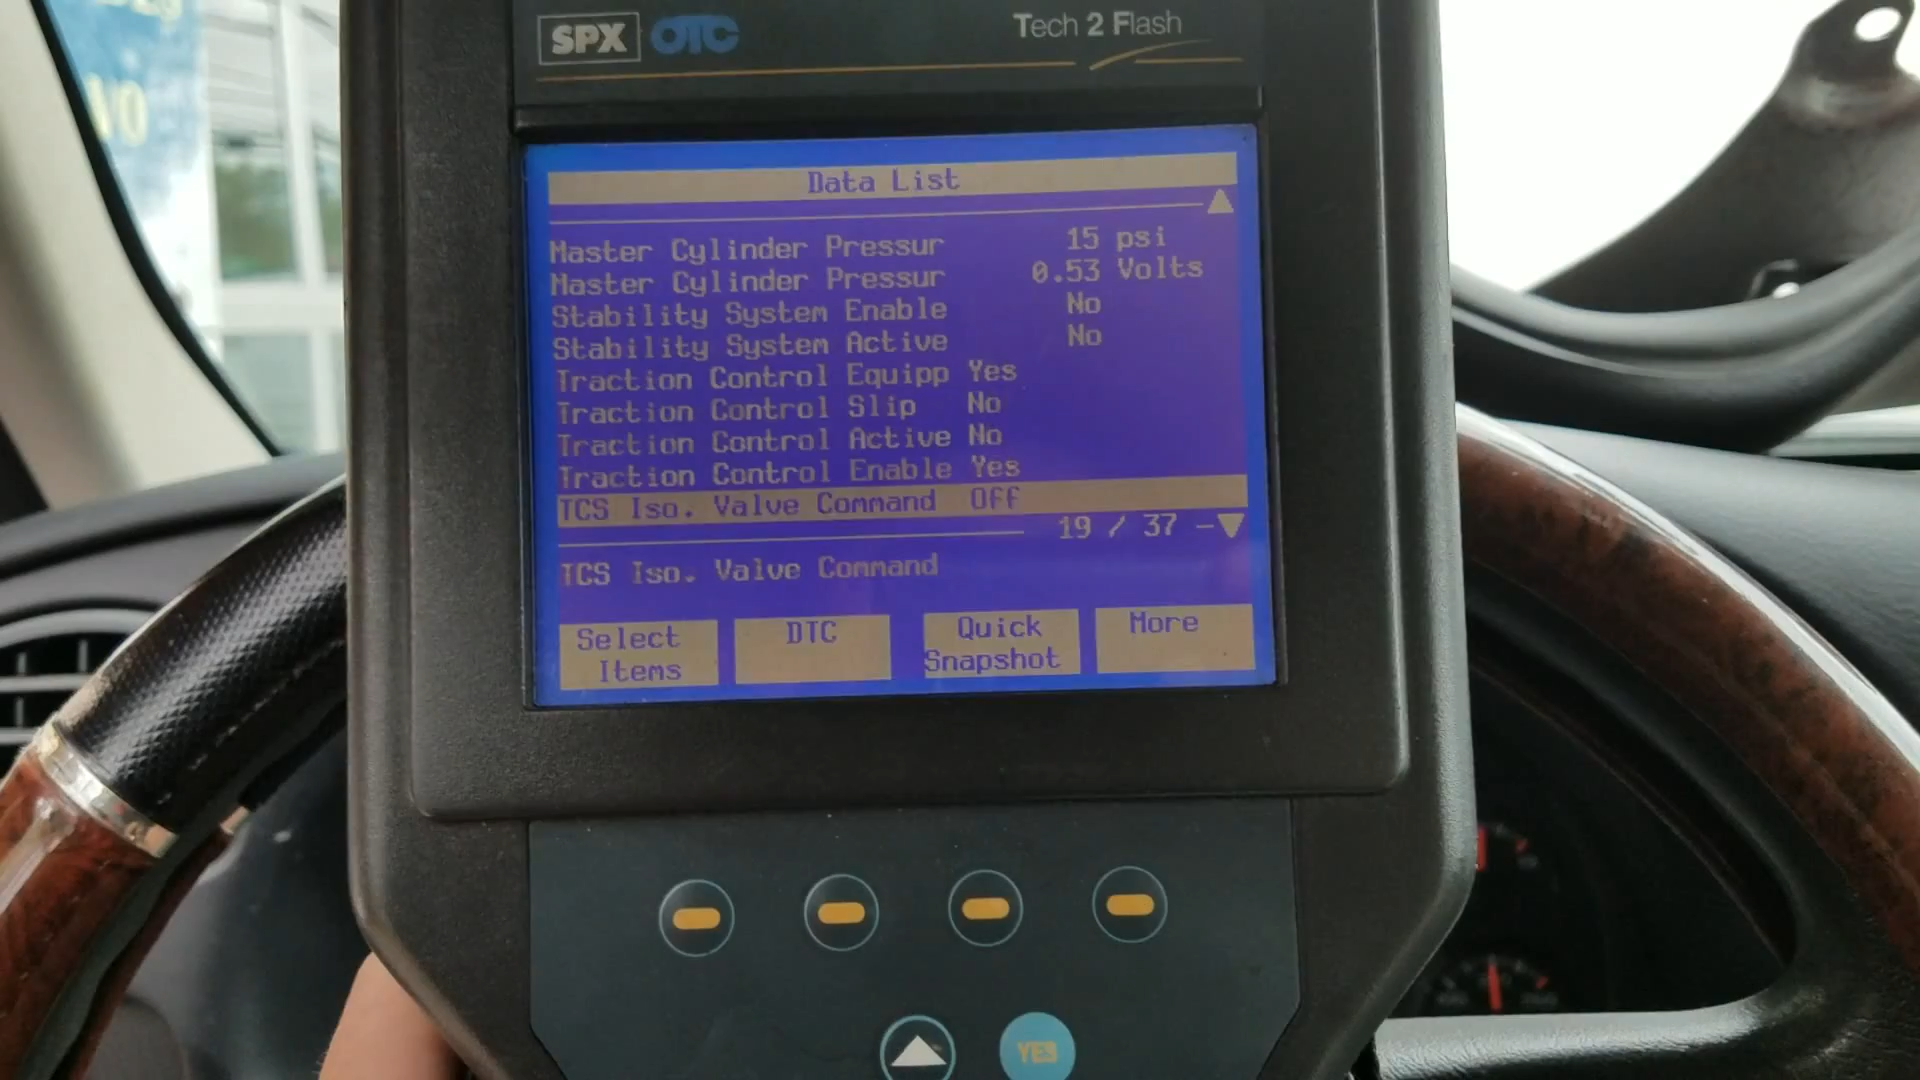 SPX OTC Tech 2 Flash
Data List
Master Cylinder Pressur 15 psi
Master Cylinder Pressur 0.53 Volts
Stability System Enable No
Stability System Active No
Traction Control Equipp Yes
Traction Control Slip No
Traction Control Active No
Traction Control Enable Yes
TCS Iso. Valve Command Off
19 / 37
TCS Iso. Valve Command
Select Items
DTC
Quick Snapshot
More
YES